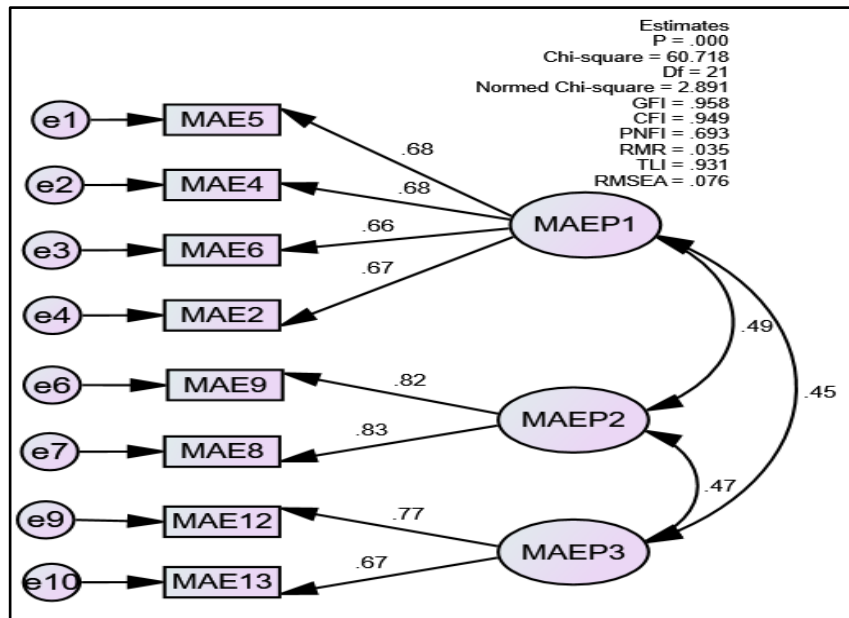 Estimates
P = .000
Chi-square = 60.718
Df = 21
Normed Chi-square = 2.891
GFI = .958
CFI = .949
PNFI = .693
RMR = .035
TLI = .931
RMSEA = .076
e1
MAE5
.68
e2
MAE4
.68
e3
MAE6
.66
e4
MAE2
.67
MAEP1
e6
MAE9
.82
e7
MAE8
.83
MAEP2
e9
MAE12
.77
e10
MAE13
.67
MAEP3
.49
.45
.47